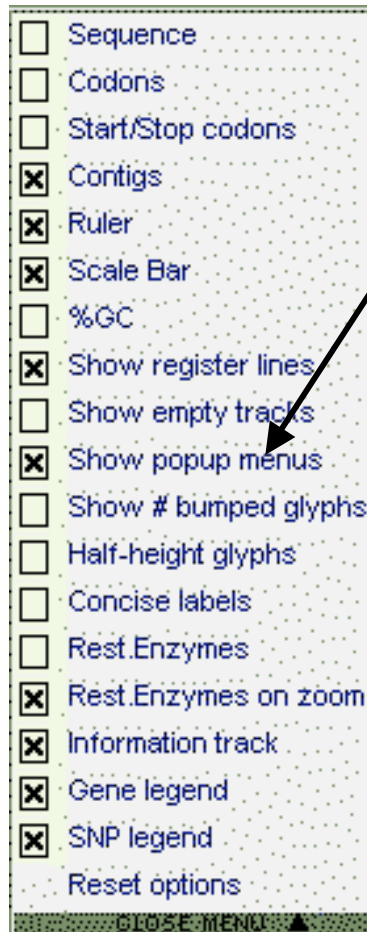 Sequence
Codons
Start/Stop codons
Contigs
Ruler
Scale Bar
%GC
Show register lines
Show empty tracks
Show popup menus
Show # bumped glyphs
Half-height glyphs
Concise labels
Rest.Enzymes
Rest.Enzymes on zoom
Information track
Gene legend
SNP legend
Reset options
CLOSE MENU